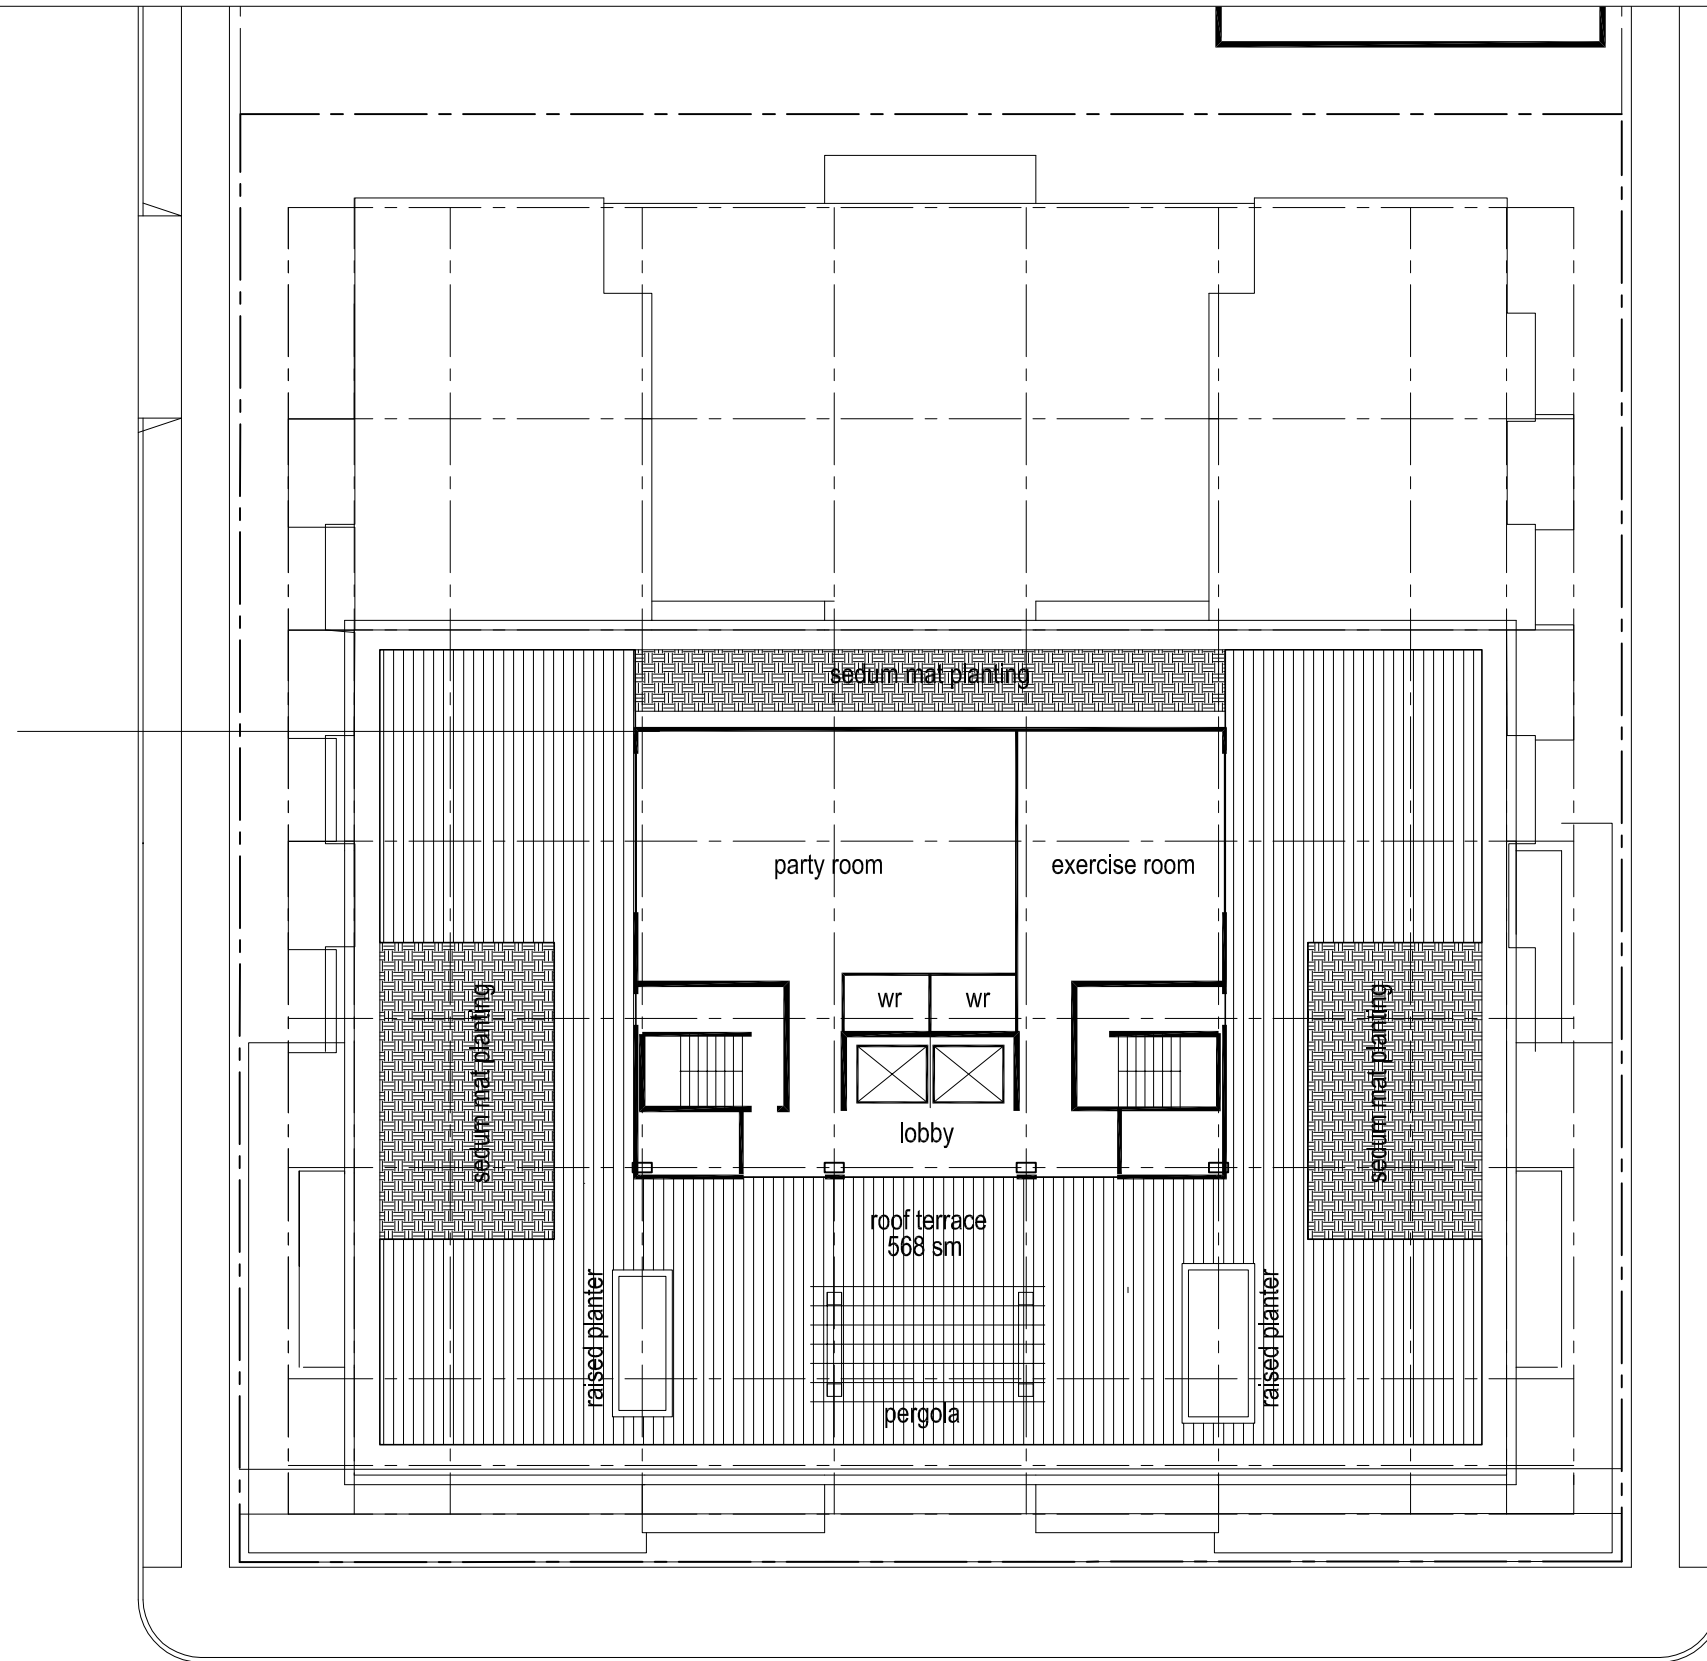 sedum mat planting
party room
exercise room
wr
wr
sedum mat planting
sedum mat planting
lobby
roof terrace
568 sm
raised planter
raised planter
pergola